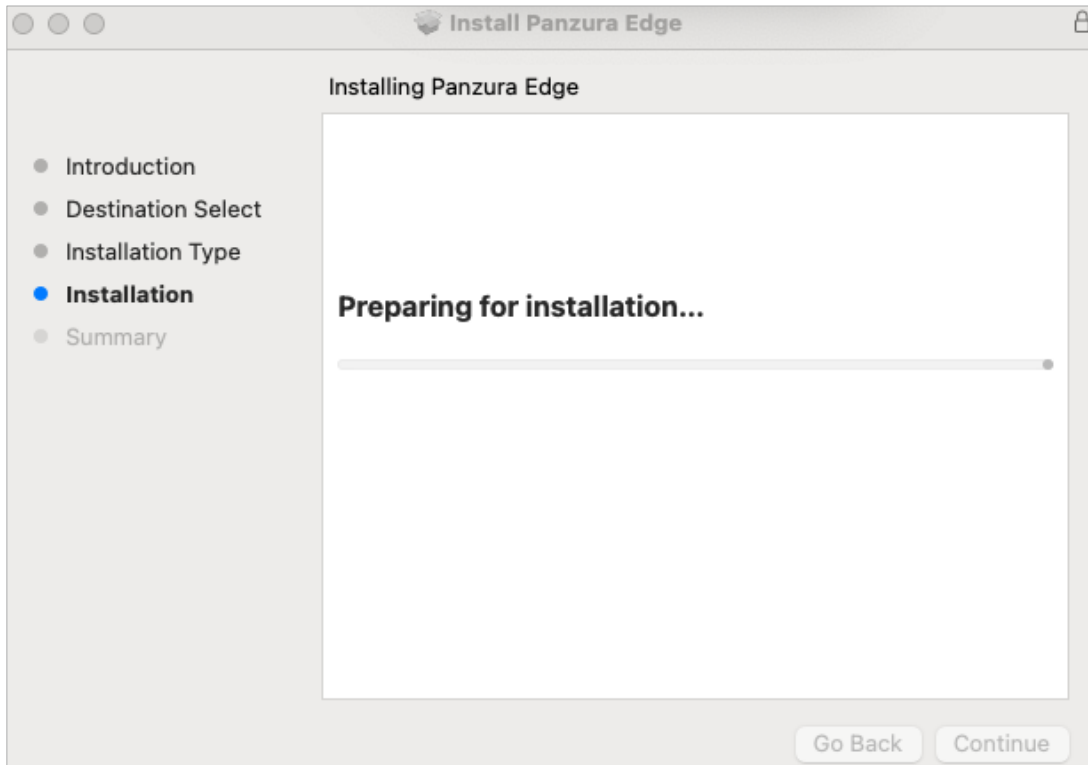 Install Panzura Edge
Installing Panzura Edge
Introduction
Destination Select
Installation Type
Installation
Summary
Preparing for installation...
Go Back
Continue